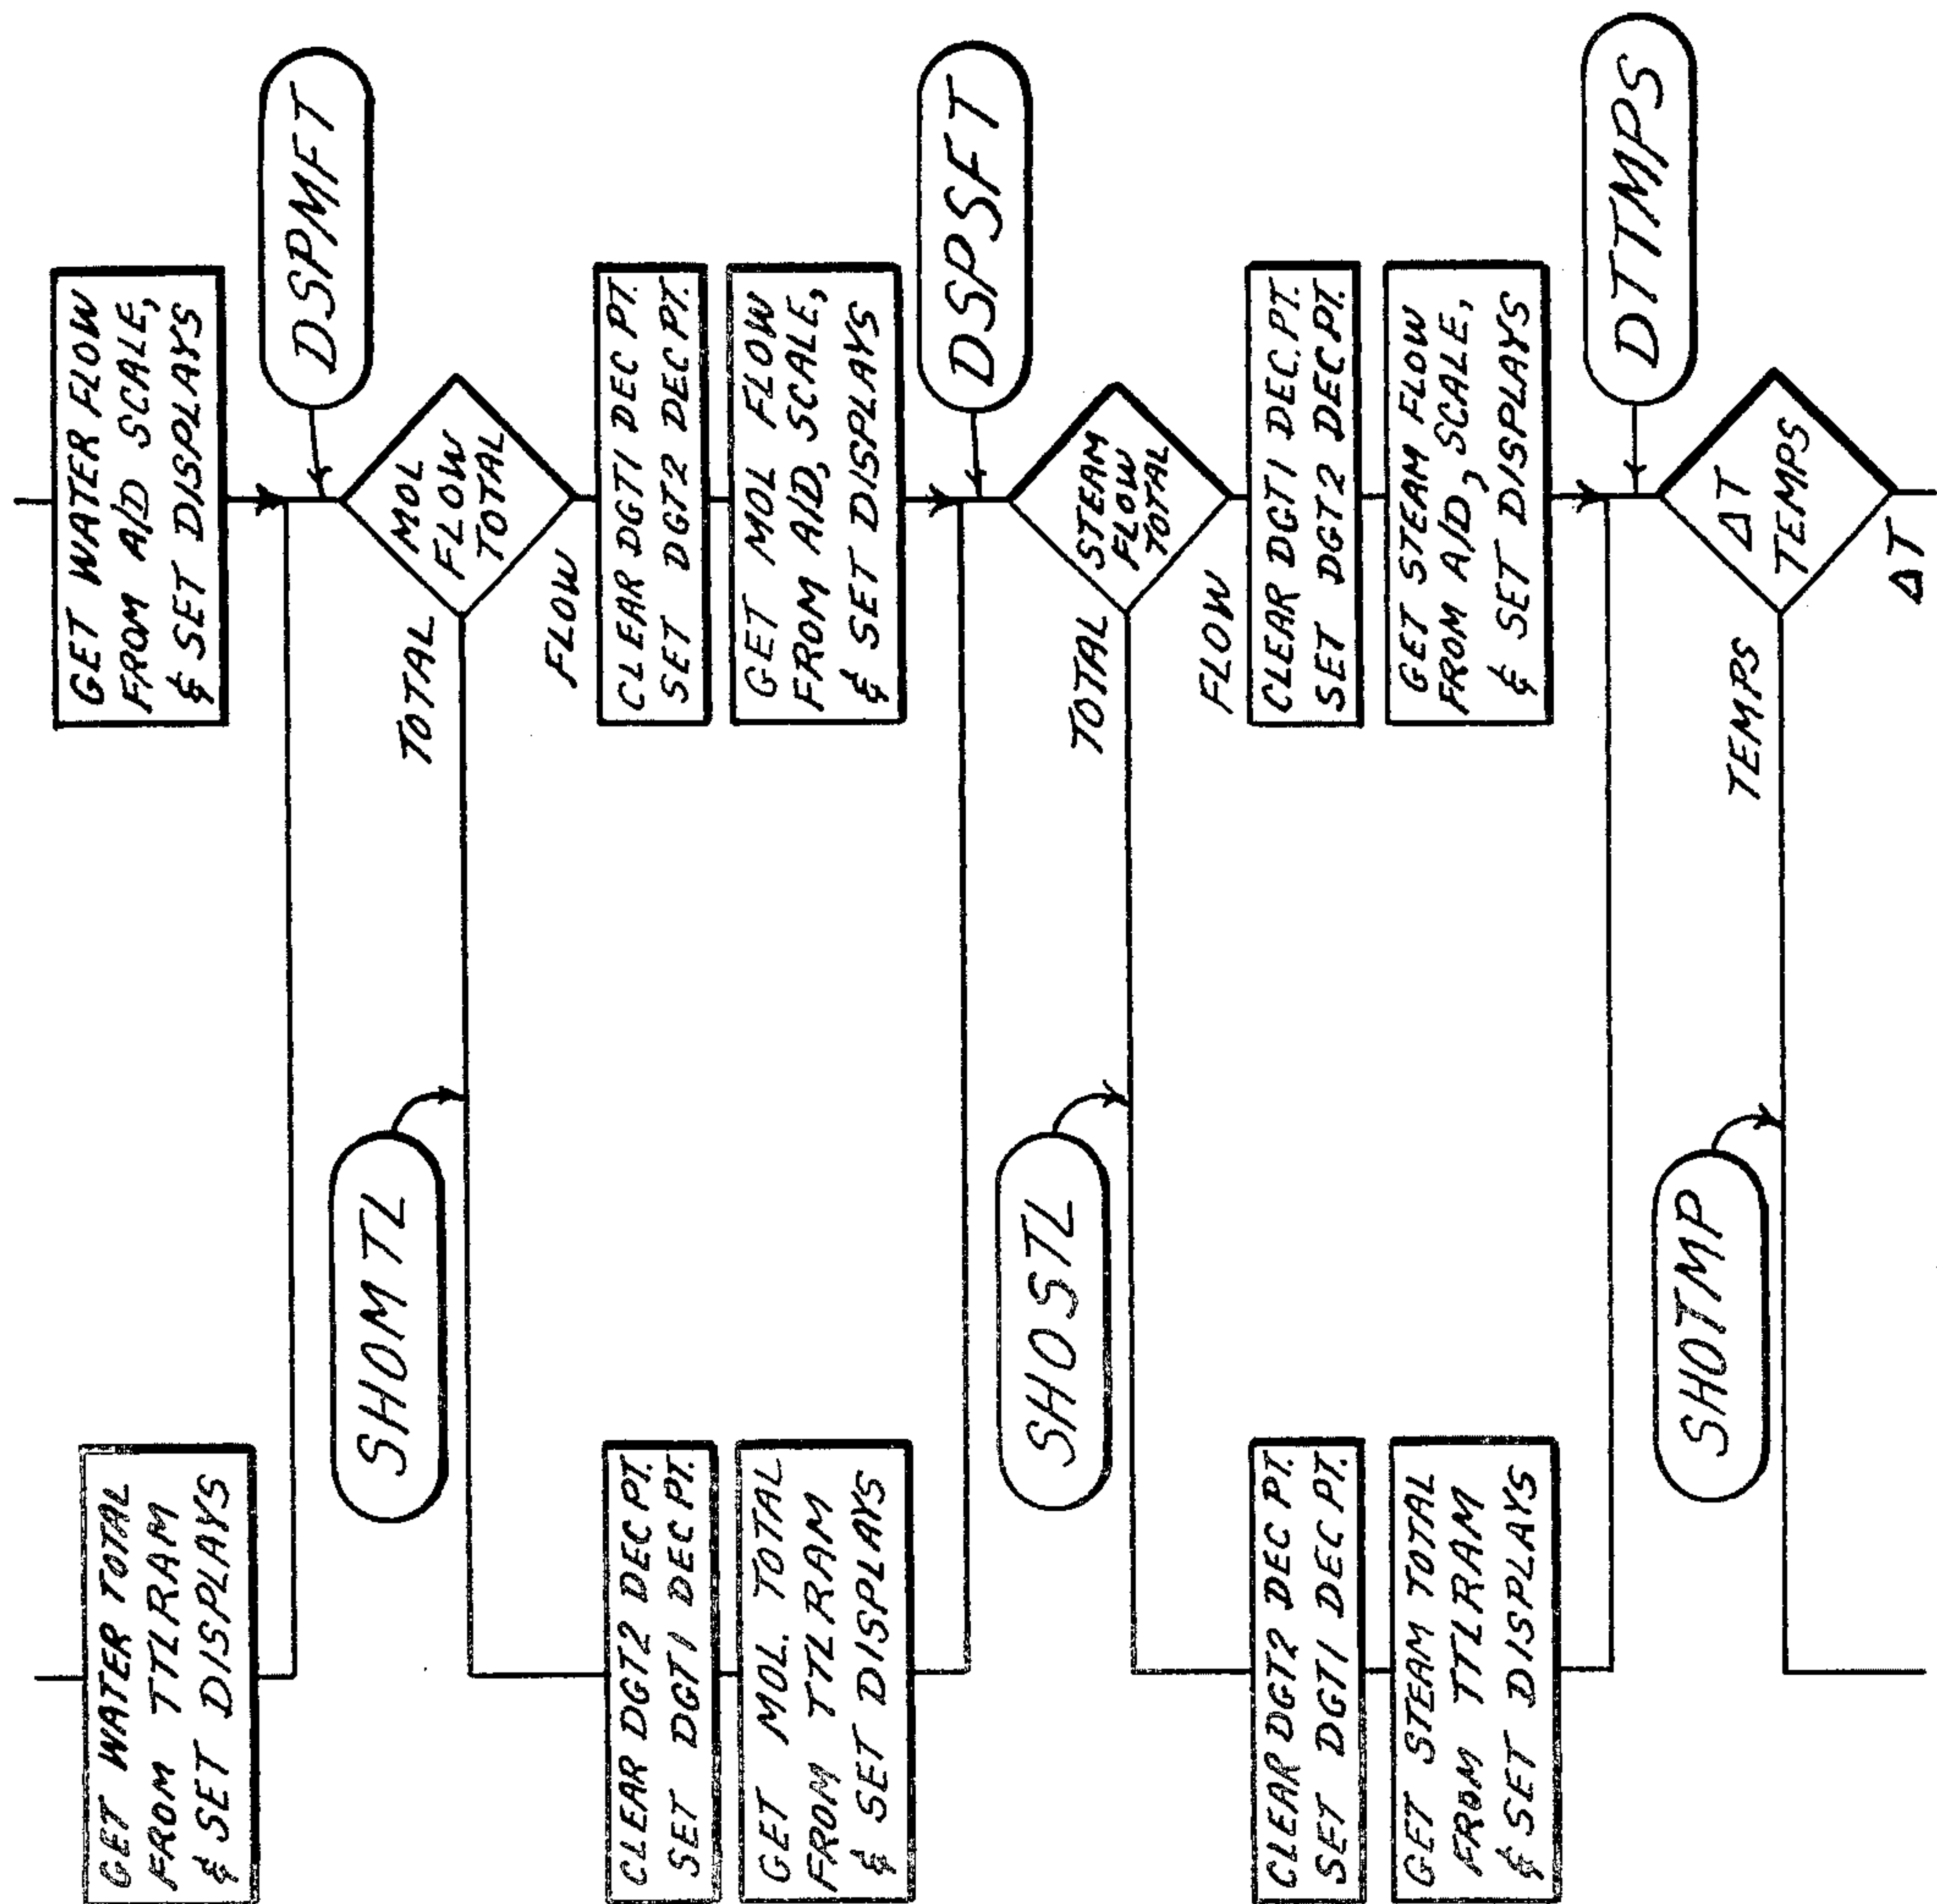 GET WATER TOTAL
FROM TTLRAM
& SET DISPLAYS
GET WATER FLOW
FROM A/D SCALE,
& SET DISPLAYS
DSPMFT
MOL
FLOW
TOTAL
TOTAL
SHOMTL
FLOW
CLEAR DGT2 DEC PT.
SET DGT1 DEC PT.
CLEAR DGT1 DEC PT.
SET DGT2 DEC PT.
GET MOL. TOTAL
FROM TTLRAM
& SET DISPLAYS
GET MOL FLOW
FROM A/D, SCALE,
& SET DISPLAYS
DSPSFT
STEAM
FLOW
TOTAL
TOTAL
SHOSTL
FLOW
CLEAR DGT2 DEC PT.
SET DGT1 DEC PT.
CLEAR DGT1 DEC. PT.
SET DGT2 DEC PT.
GET STEAM TOTAL
FROM TTLRAM
& SET DISPLAYS
GET STEAM FLOW
FROM A/D, SCALE,
& SET DISPLAYS
DTTMPS
ΔT
TEMPS
TEMPS
SHOTMP
ΔT